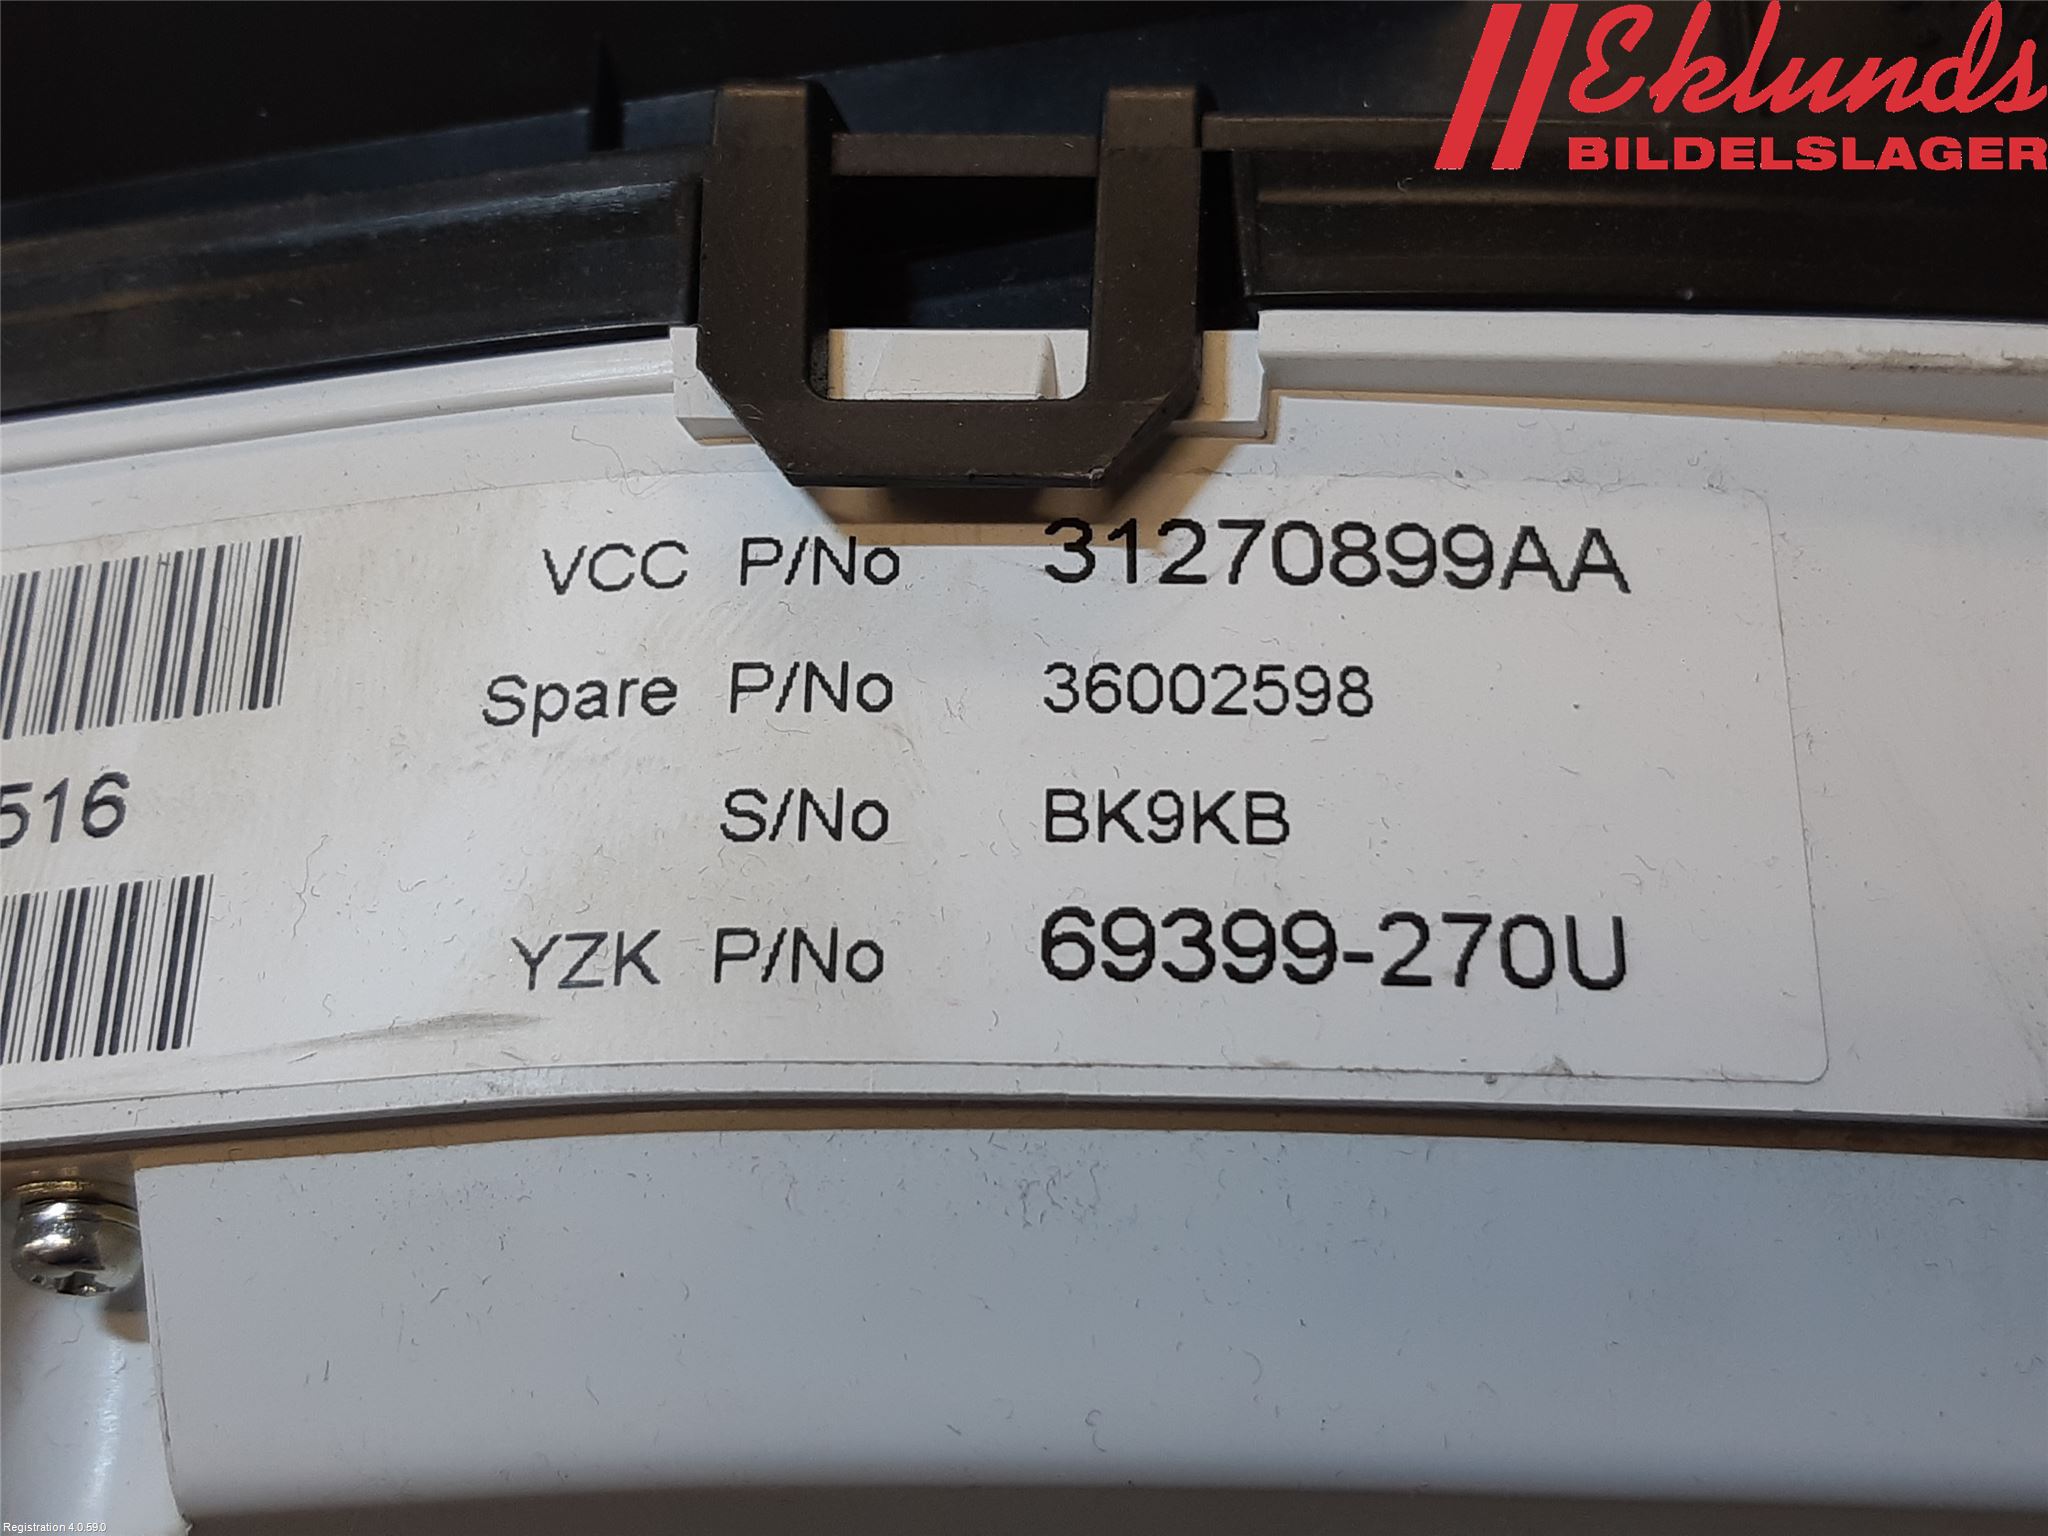 Eklunds
BILDELSLAGER
VCC P/No 31270899AA
Spare P/No 36002598
516
S/No BK9KB
YZK P/No 69399-270U
Registration 4.0.59.0